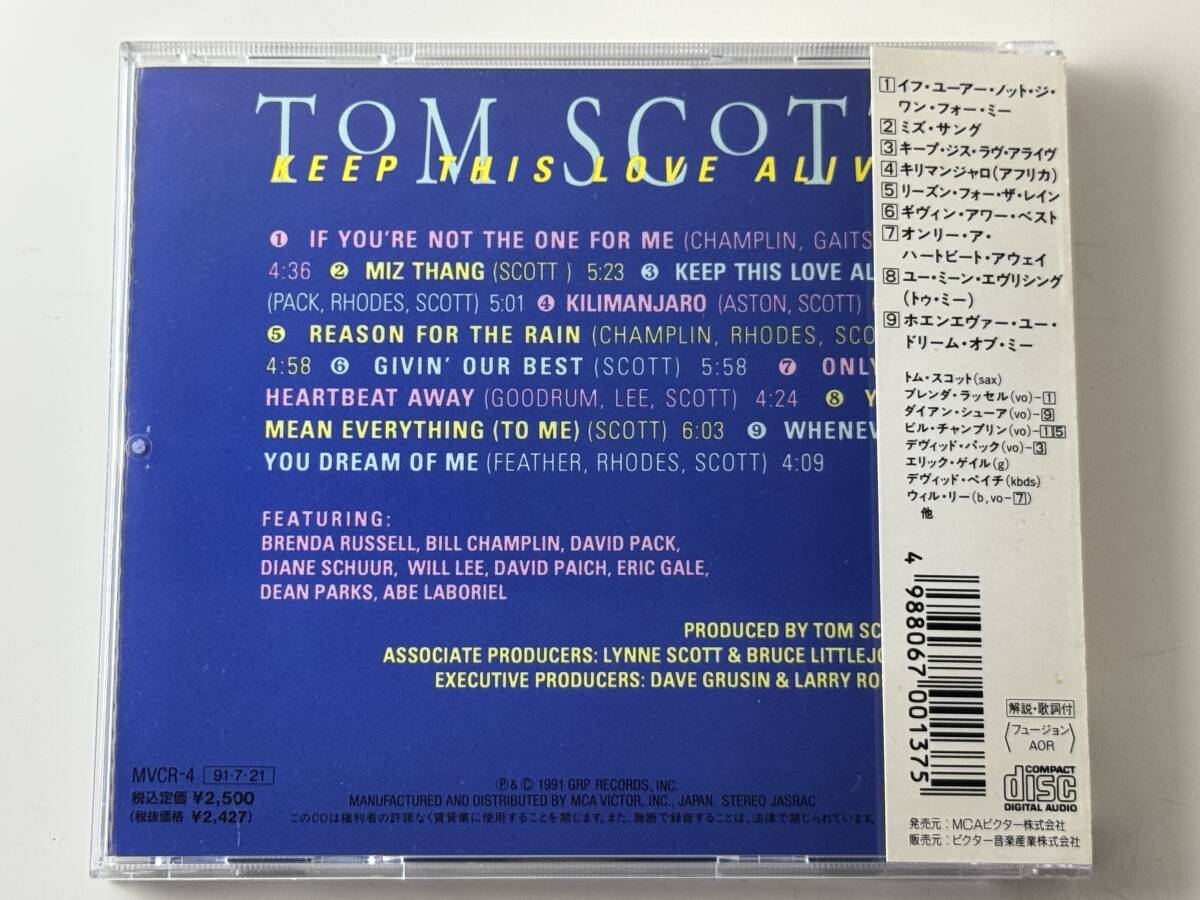 TOM SCOT
KEEP THIS LOVE ALIV
❶ IF YOU'RE NOT THE ONE FOR ME (CHAMPLIN, GAITS
4:36 ❷ MIZ THANG (SCOTT ) 5:23 ❸ KEEP THIS LOVE AL
(PACK, RHODES, SCOTT) 5:01 ❹ KILIMANJARO (ASTON, SCOTT)
❺ REASON FOR THE RAIN (CHAMPLIN, RHODES, SCO
4:58 ❻ GIVIN' OUR BEST (SCOTT) 5:58 ❼ ONLY
HEARTBEAT AWAY (GOODRUM, LEE, SCOTT) 4:24 ❽ Y
MEAN EVERYTHING (TO ME) (SCOTT) 6:03 ❾ WHENEV
YOU DREAM OF ME (FEATHER, RHODES, SCOTT) 4:09
FEATURING:
BRENDA RUSSELL, BILL CHAMPLIN, DAVID PACK,
DIANE SCHUUR, WILL LEE, DAVID PAICH, ERIC GALE,
DEAN PARKS, ABE LABORIEL
PRODUCED BY TOM SC
ASSOCIATE PRODUCERS: LYNNE SCOTT & BRUCE LITTLEJO
EXECUTIVE PRODUCERS: DAVE GRUSIN & LARRY RO
MVCR-4 91・7・21
税込定価 ¥2,500
(税抜価格 ¥2,427)
Ⓟ & © 1991 GRP RECORDS, INC.
MANUFACTURED AND DISTRIBUTED BY MCA VICTOR, INC., JAPAN. STEREO JASRAC
このCDは権利者の許諾なく賃貸業に使用することを禁じます。また、無断で録音することは、法律で禁じられています。
1 イフ・ユーアー・ノット・ジ・
ワン・フォー・ミー
2 ミズ・サング
3 キープ・ジス・ラヴ・アライヴ
4 キリマンジャロ(アフリカ)
5 リーズン・フォー・ザ・レイン
6 ギヴィン・アワー・ベスト
7 オンリー・ア・
ハートビート・アウェイ
8 ユー・ミーン・エヴリシング
(トゥ・ミー)
9 ホエンエヴァー・ユー・
ドリーム・オブ・ミー
トム・スコット(sax)
ブレンダ・ラッセル(vo)-1
ダイアン・シューア(vo)-9
ビル・チャンプリン(vo)-1 5
デヴィッド・パック(vo)-3
エリック・ゲイル(g)
デヴィッド・ペイチ(kbds)
ウィル・リー(b,vo-7)
他
4 988067 001375
解説・歌詞付
フュージョン
AOR
COMPACT
disc
DIGITAL AUDIO
発売元:MCAビクター株式会社
販売元:ビクター音楽産業株式会社